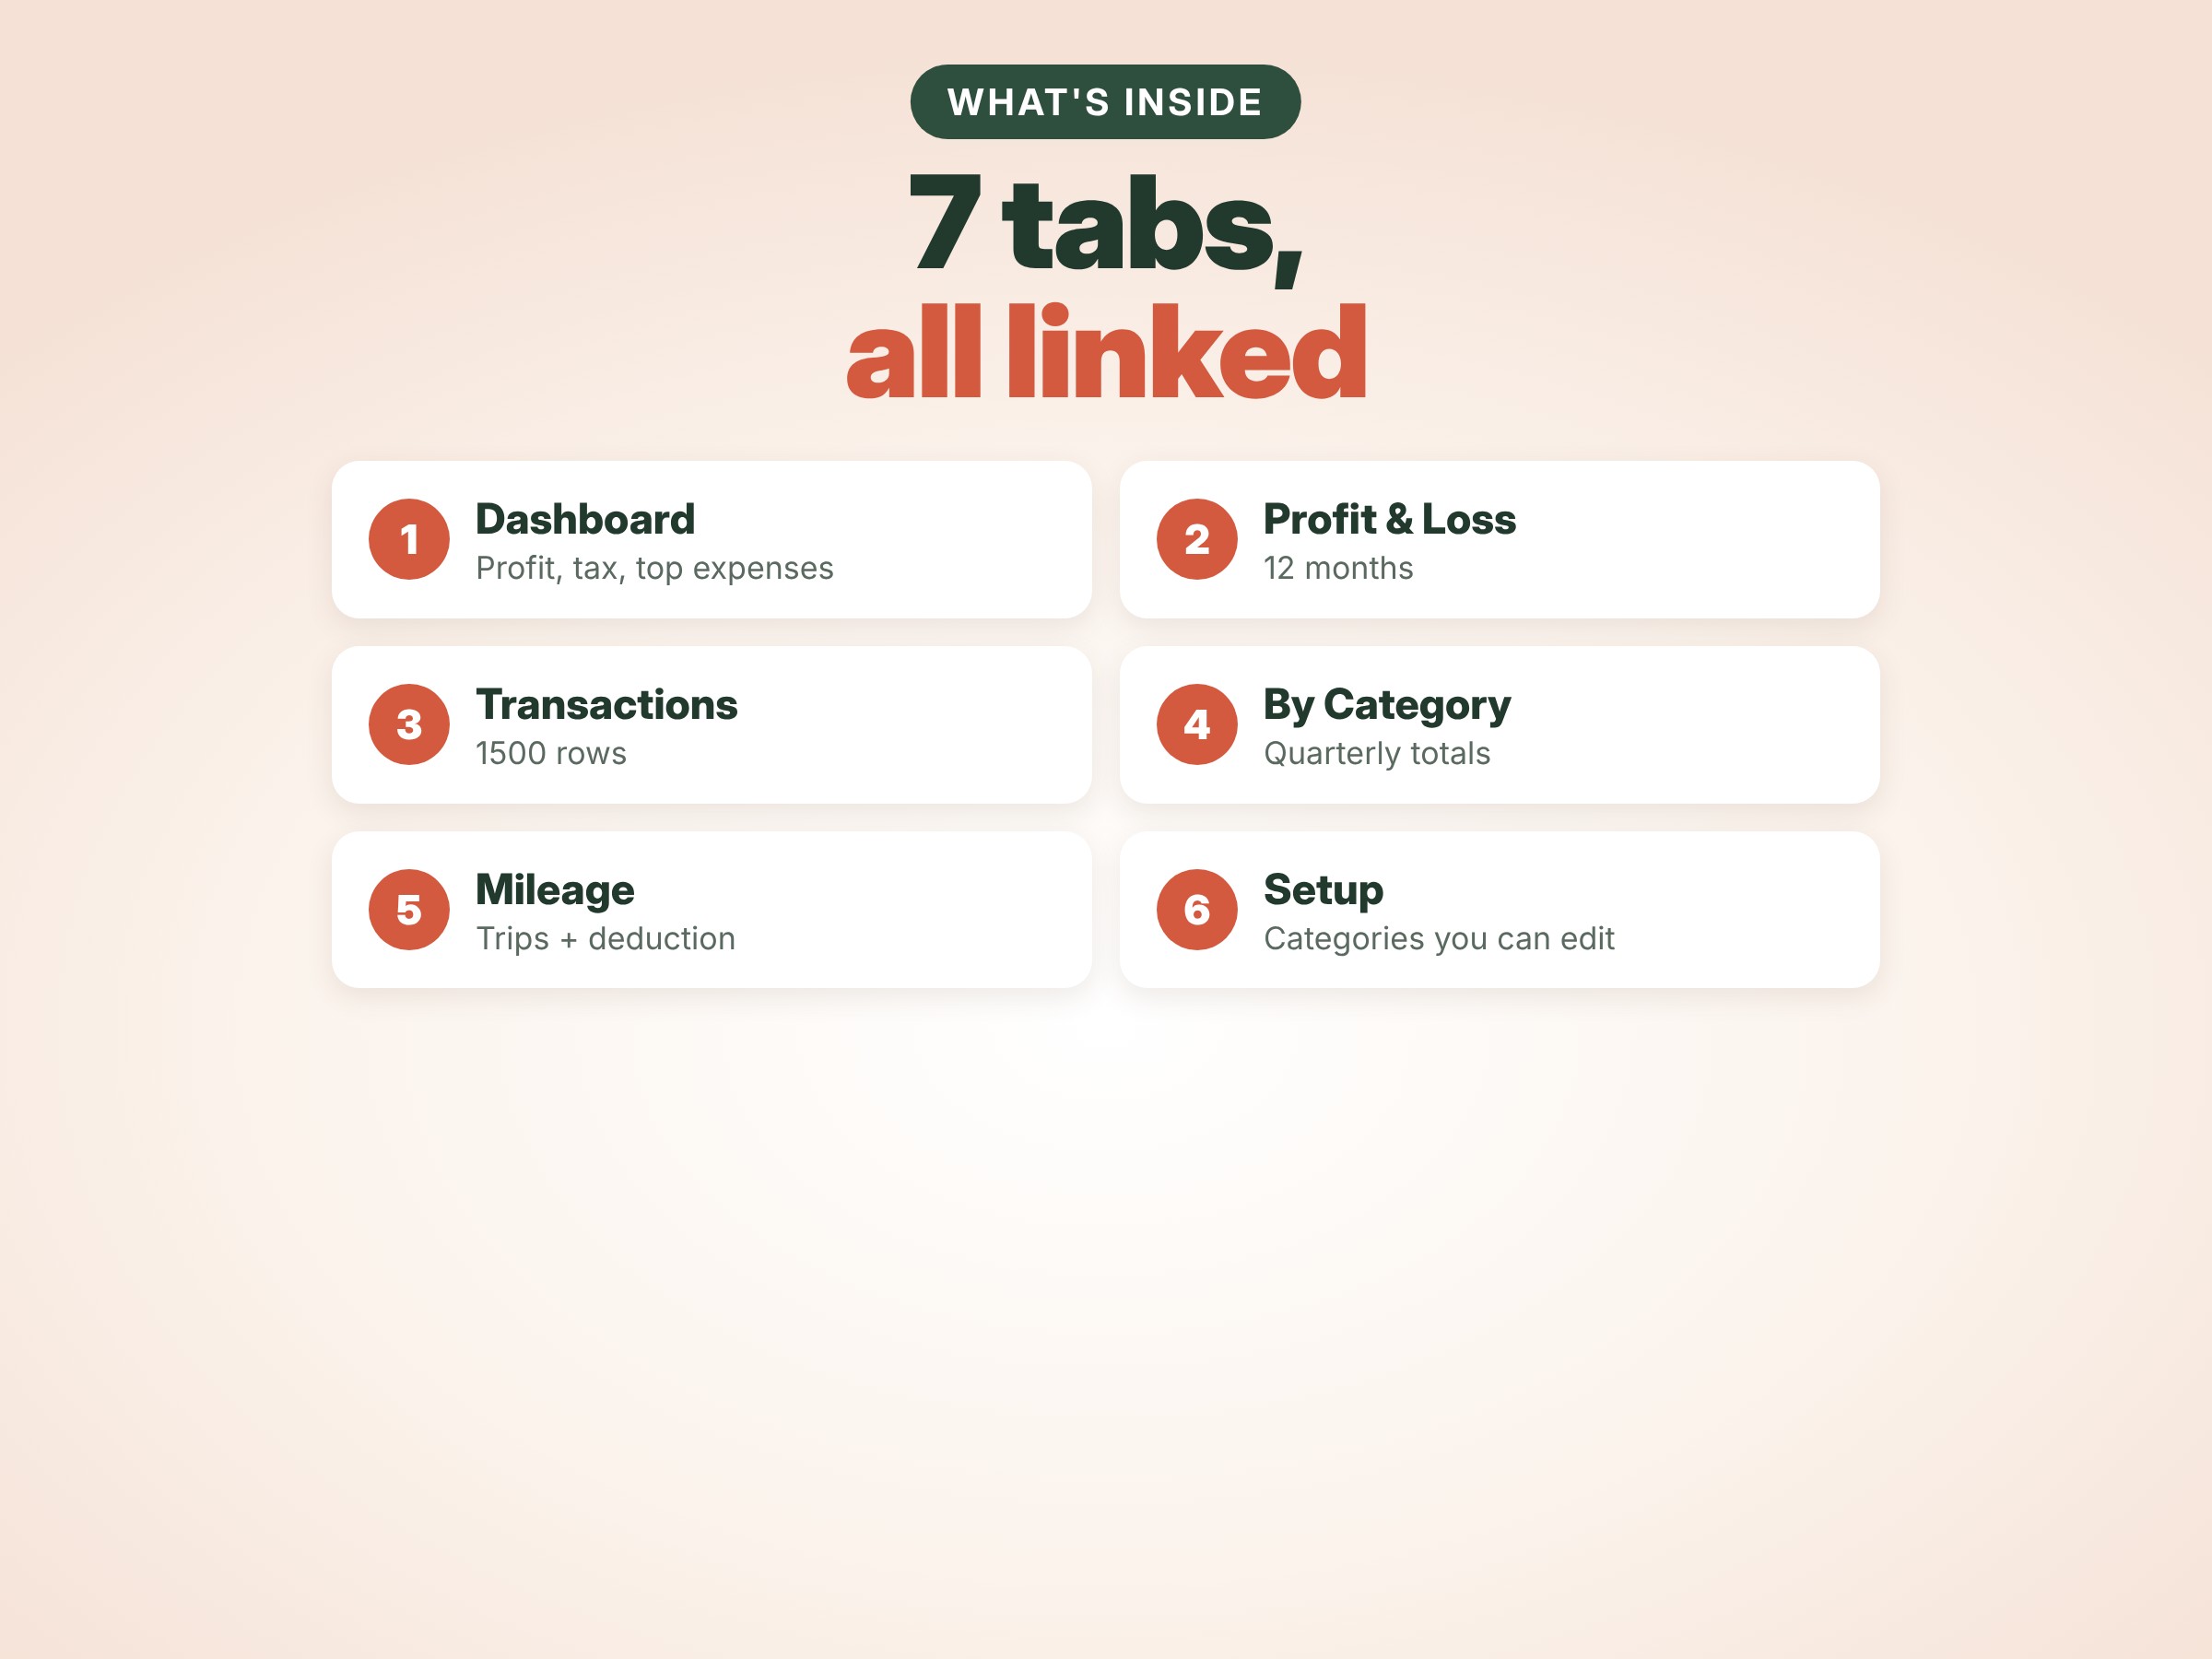 WHAT'S INSIDE
7 tabs,
all linked
1
Dashboard
Profit, tax, top expenses
2
Profit & Loss
12 months
3
Transactions
1500 rows
4
By Category
Quarterly totals
5
Mileage
Trips + deduction
6
Setup
Categories you can edit